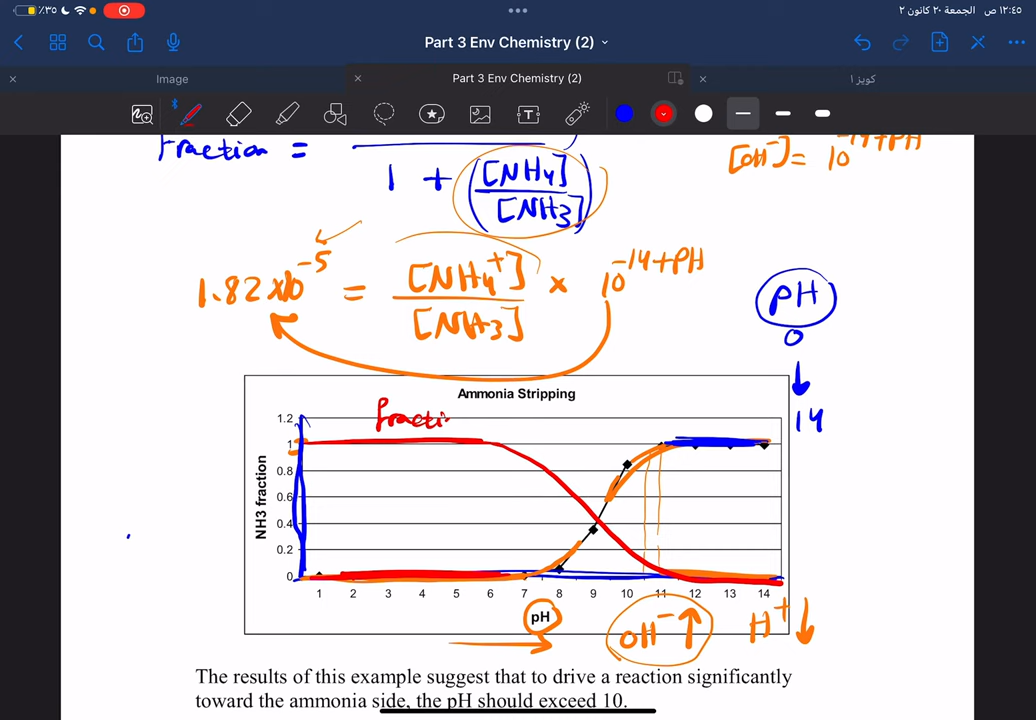 ٪٣٥ ١٢:٤٥ ص الجمعة ٢٠ كانون ٢
Part 3 Env Chemistry (2)
Image Part 3 Env Chemistry (2) كويز ١
fraction =
1 + ([NH4]/[NH3])
[OH-] = 10^-14+PH
1.82x10^-5 = [NH4+]/[NH3] x 10^-14+PH
pH
0
14
Ammonia Stripping
fracti
NH3 fraction
1.2
1
0.8
0.6
0.4
0.2
0
1 2 3 4 5 6 7 8 9 10 11 12 13 14
pH
OH- ↑ H+ ↓
The results of this example suggest that to drive a reaction significantly
toward the ammonia side, the pH should exceed 10.